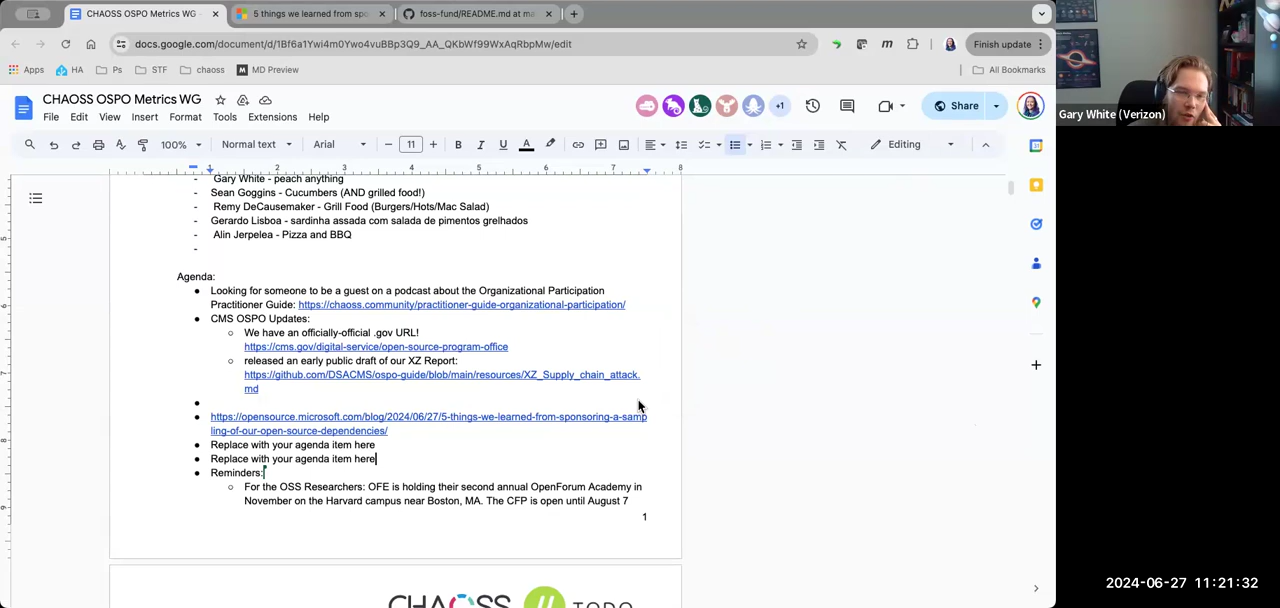 CHAOSS OSPO Metrics WG -
5 things we learned from spo
foss-fund/README.md at ma
docs.google.com/document/d/1Bf6a1Ywi4m0Ywo4vuBBp3Q9_AA_QKbWf99WxAqRbpMw/edit
Finish update
Apps
HA
Ps
STF
chaoss
MD Preview
All Bookmarks
CHAOSS OSPO Metrics WG
File Edit View Insert Format Tools Extensions Help
+1
Share
100%
Normal text
Arial
11
Editing
1 2 3 4 5 6 7 8
- Gary White - peach anything
- Sean Goggins - Cucumbers (AND grilled food!)
- Remy DeCausemaker - Grill Food (Burgers/Hots/Mac Salad)
- Gerardo Lisboa - sardinha assada com salada de pimentos grelhados
- Alin Jerpelea - Pizza and BBQ
-
Agenda:
● Looking for someone to be a guest on a podcast about the Organizational Participation
Practitioner Guide: https://chaoss.community/practitioner-guide-organizational-participation/
● CMS OSPO Updates:
○ We have an officially-official .gov URL!
https://cms.gov/digital-service/open-source-program-office
○ released an early public draft of our XZ Report:
https://github.com/DSACMS/ospo-guide/blob/main/resources/XZ_Supply_chain_attack.
md
●
● https://opensource.microsoft.com/blog/2024/06/27/5-things-we-learned-from-sponsoring-a-samp
ling-of-our-open-source-dependencies/
● Replace with your agenda item here
● Replace with your agenda item here
● Reminders:
○ For the OSS Researchers: OFE is holding their second annual OpenForum Academy in
November on the Harvard campus near Boston, MA. The CFP is open until August 7
1
CHAOSS
TODO
Gary White (Verizon)
2024-06-27 11:21:32